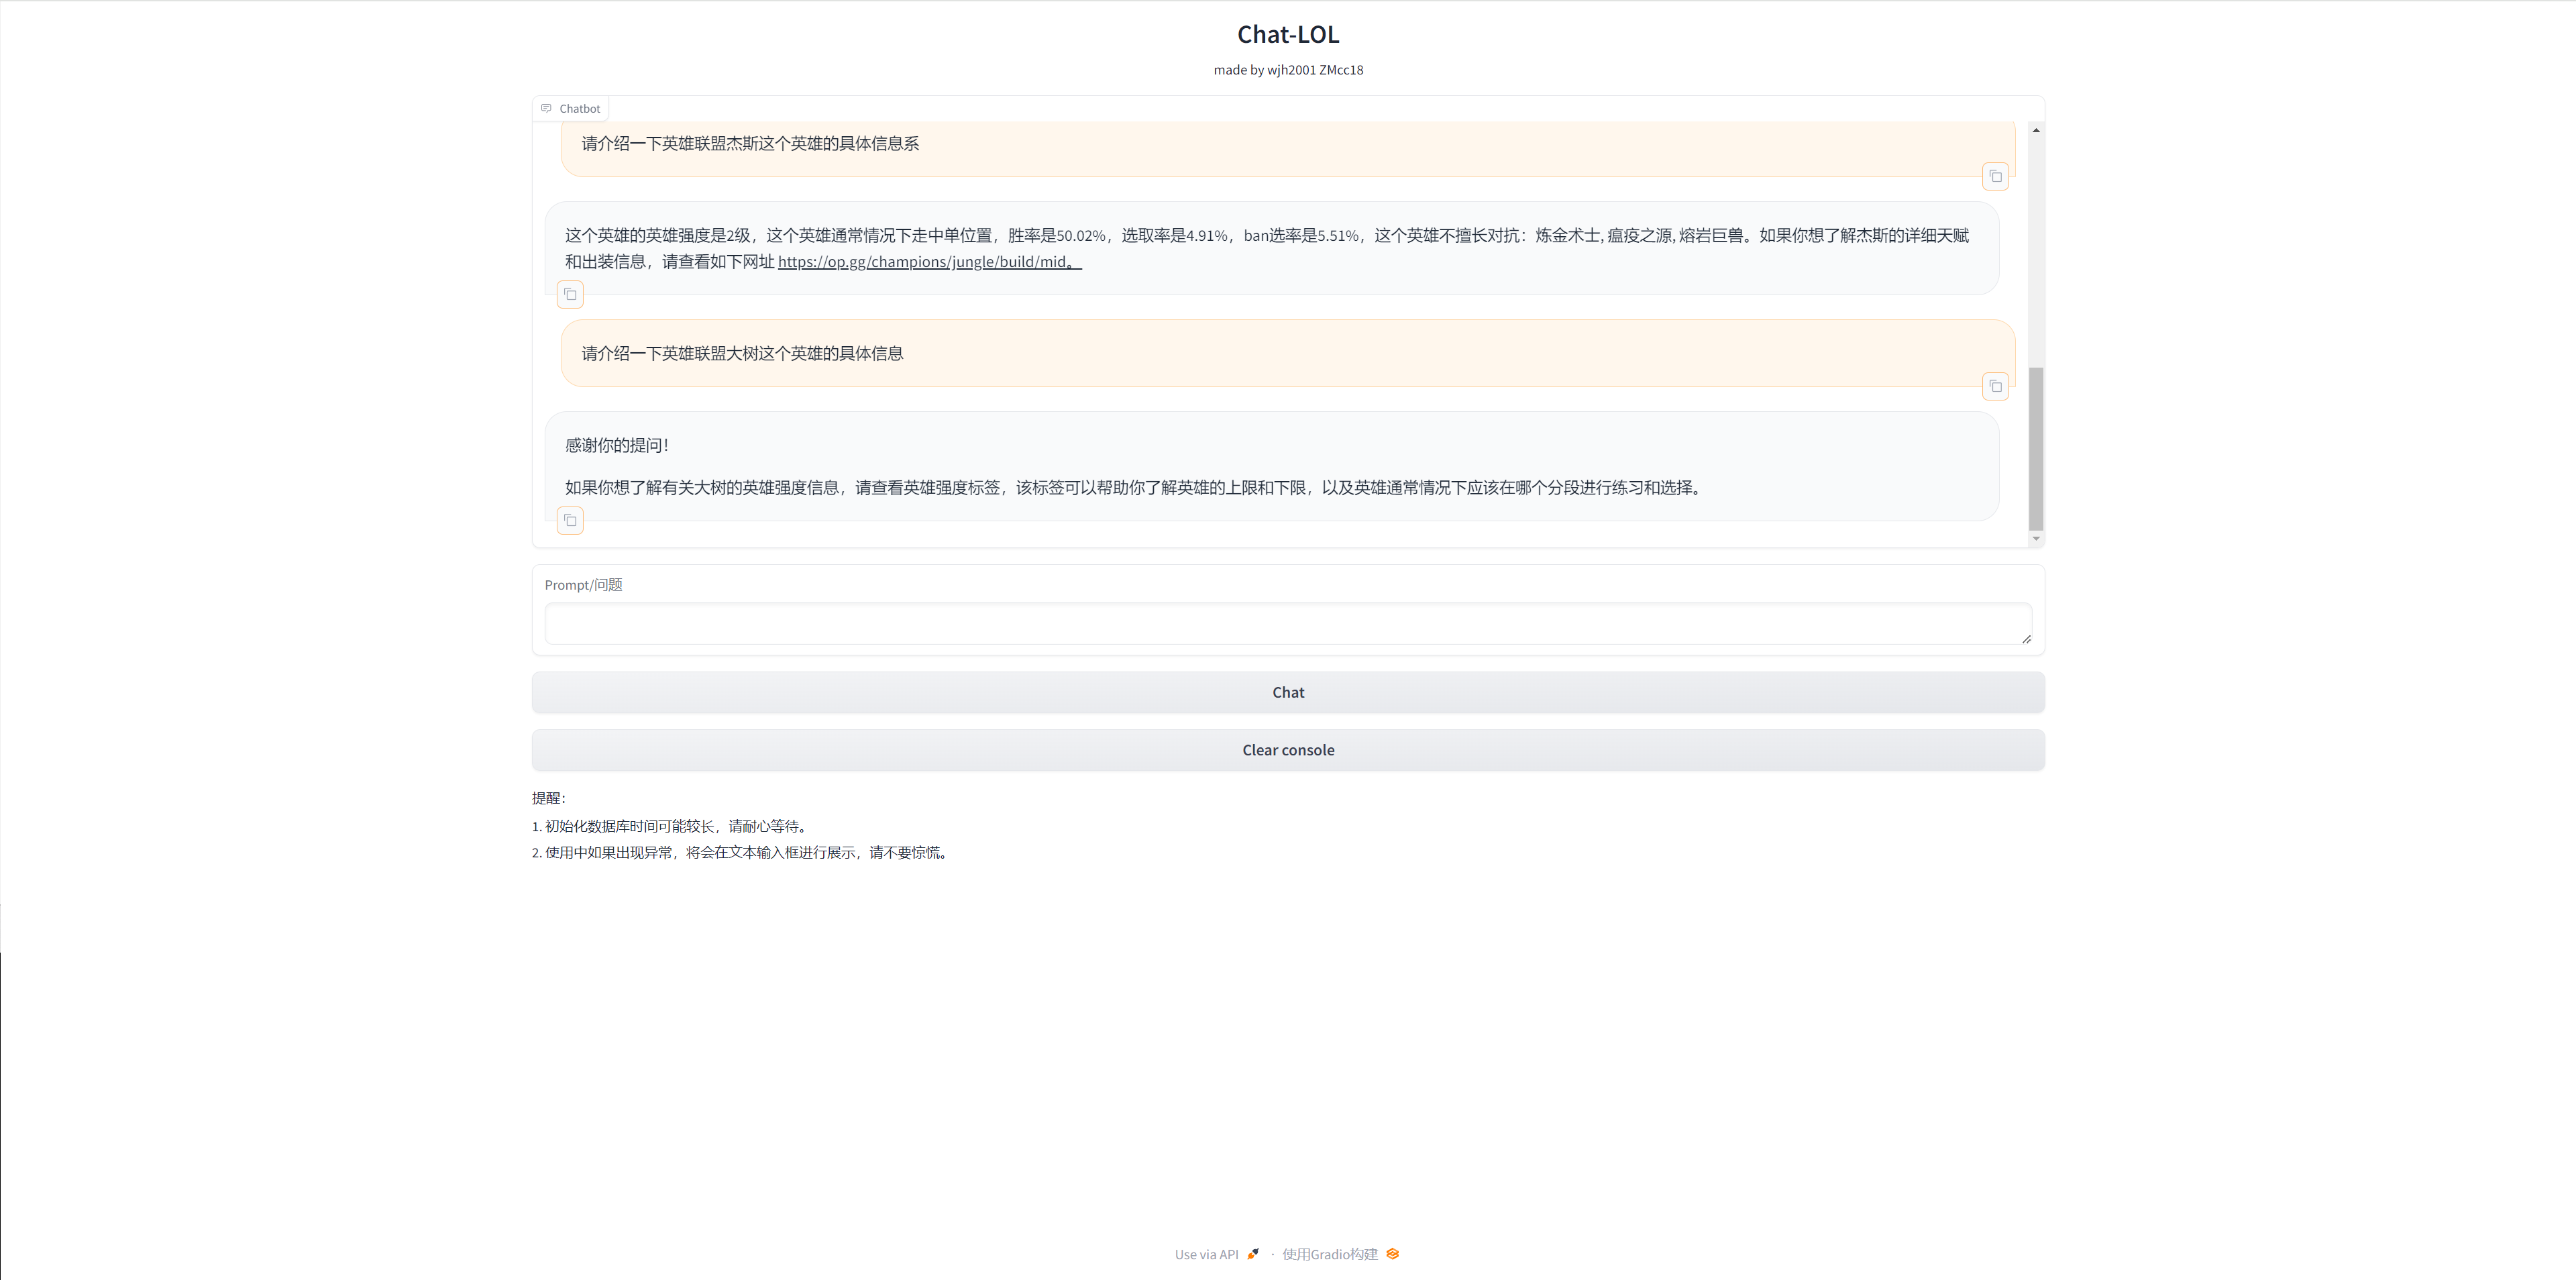 Chat-LOL
made by wjh2001 ZMcc18
Chatbot
请介绍一下英雄联盟杰斯这个英雄的具体信息系
这个英雄的英雄强度是2级，这个英雄通常情况下走中单位置，胜率是50.02%，选取率是4.91%，ban选率是5.51%，这个英雄不擅长对抗：炼金术士, 瘟疫之源, 熔岩巨兽。如果你想了解杰斯的详细天赋
和出装信息，请查看如下网址 https://op.gg/champions/jungle/build/mid。
请介绍一下英雄联盟大树这个英雄的具体信息
感谢你的提问！
如果你想了解有关大树的英雄强度信息，请查看英雄强度标签，该标签可以帮助你了解英雄的上限和下限，以及英雄通常情况下应该在哪个分段进行练习和选择。
Prompt/问题
Chat
Clear console
提醒：
1. 初始化数据库时间可能较长，请耐心等待。
2. 使用中如果出现异常，将会在文本输入框进行展示，请不要惊慌。
Use via API · 使用Gradio构建